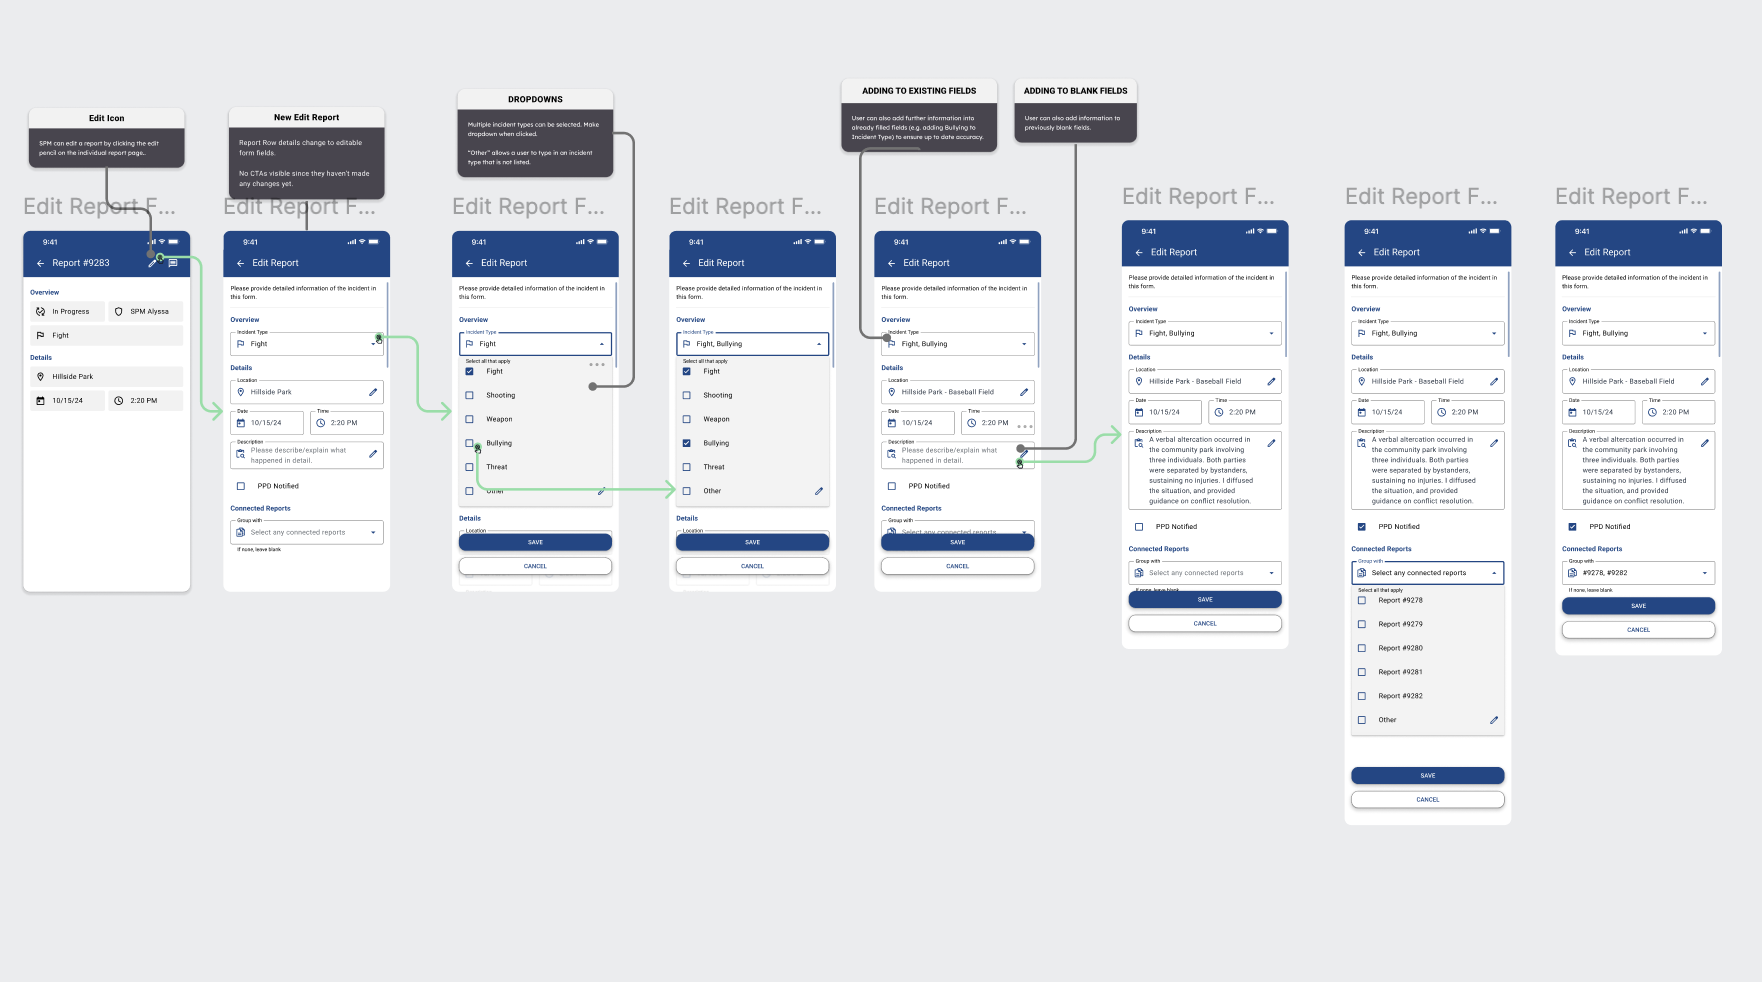 Edit Icon
SPM can edit a report by clicking the edit
pencil on the individual report page..
New Edit Report
Report Row details change to editable
form fields.
No CTAs visible since they haven't made
any changes yet.
DROPDOWNS
Multiple incident types can be selected. Make
dropdown when clicked.
"Other" allows a user to type in an incident
type that is not listed.
ADDING TO EXISTING FIELDS
User can also add further information into
already filled fields (e.g. adding Bullying to
Incident Type) to ensure up to date accuracy.
ADDING TO BLANK FIELDS
User can also add information to
previously blank fields.
Edit Report F...
9:41
Report #9283
Overview
In Progress
SPM Alyssa
Fight
Details
Hillside Park
10/15/24
2:20 PM
Edit Report F...
9:41
Edit Report
Please provide detailed information of the incident in
this form.
Overview
Incident Type
Fight
Details
Location
Hillside Park
Date
10/15/24
Time
2:20 PM
Description
Please describe/explain what
happened in detail.
PPD Notified
Connected Reports
Group with
Select any connected reports
If none, leave blank
Edit Report F...
9:41
Edit Report
Please provide detailed information of the incident in
this form.
Overview
Incident Type
Fight
Select all that apply
Fight
Shooting
Weapon
Bullying
Threat
Other
Details
Location
SAVE
CANCEL
Edit Report F...
9:41
Edit Report
Please provide detailed information of the incident in
this form.
Overview
Incident Type
Fight, Bullying
Select all that apply
Fight
Shooting
Weapon
Bullying
Threat
Other
Details
Location
SAVE
CANCEL
Edit Report F...
9:41
Edit Report
Please provide detailed information of the incident in
this form.
Overview
Incident Type
Fight, Bullying
Details
Location
Hillside Park - Baseball Field
Date
10/15/24
Time
2:20 PM
Description
Please describe/explain what
happened in detail.
PPD Notified
Connected Reports
Group with
Select any connected reports
SAVE
CANCEL
Edit Report F...
9:41
Edit Report
Please provide detailed information of the incident in
this form.
Overview
Incident Type
Fight, Bullying
Details
Location
Hillside Park - Baseball Field
Date
10/15/24
Time
2:20 PM
Description
A verbal altercation occurred in
the community park involving
three individuals. Both parties
were separated by bystanders,
sustaining no injuries. I diffused
the situation, and provided
guidance on conflict resolution.
PPD Notified
Connected Reports
Group with
Select any connected reports
If none, leave blank
SAVE
CANCEL
Edit Report F...
9:41
Edit Report
Please provide detailed information of the incident in
this form.
Overview
Incident Type
Fight, Bullying
Details
Location
Hillside Park - Baseball Field
Date
10/15/24
Time
2:20 PM
Description
A verbal altercation occurred in
the community park involving
three individuals. Both parties
were separated by bystanders,
sustaining no injuries. I diffused
the situation, and provided
guidance on conflict resolution.
PPD Notified
Connected Reports
Group with
Select any connected reports
Select all that apply
Report #9278
Report #9279
Report #9280
Report #9281
Report #9282
Other
SAVE
CANCEL
Edit Report F...
9:41
Edit Report
Please provide detailed information of the incident in
this form.
Overview
Incident Type
Fight, Bullying
Details
Location
Hillside Park - Baseball Field
Date
10/15/24
Time
2:20 PM
Description
A verbal altercation occurred in
the community park involving
three individuals. Both parties
were separated by bystanders,
sustaining no injuries. I diffused
the situation, and provided
guidance on conflict resolution.
PPD Notified
Connected Reports
Group with
#9278, #9282
If none, leave blank
SAVE
CANCEL